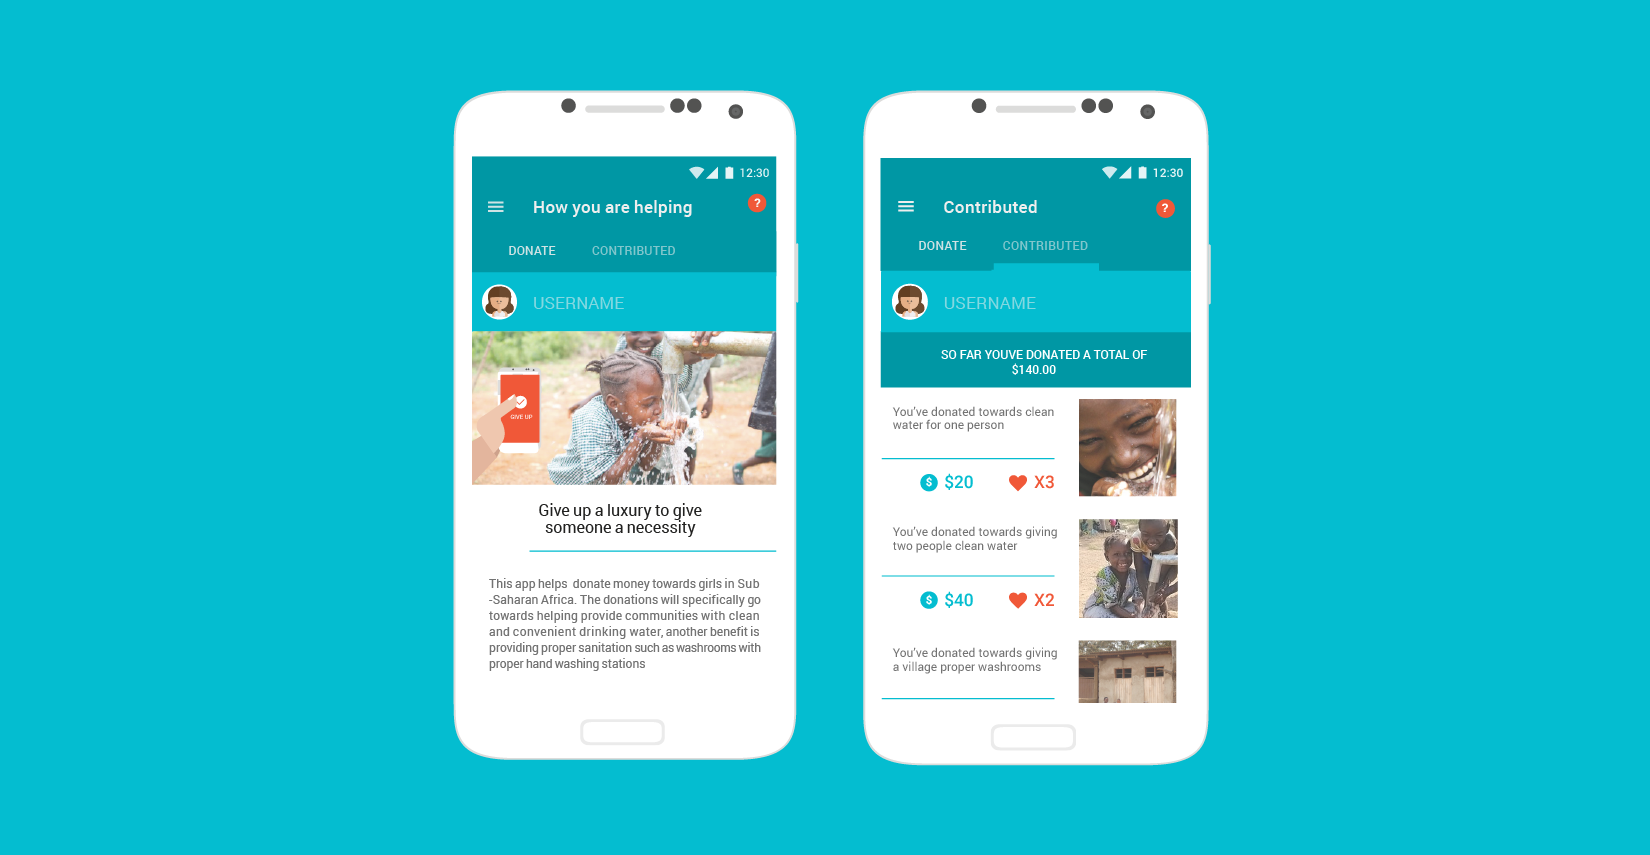 12:30
How you are helping
?
DONATE CONTRIBUTED
USERNAME
GIVE UP
Give up a luxury to give
someone a necessity
This app helps  donate money towards girls in Sub
-Saharan Africa. The donations will specifically go
towards helping provide communities with clean
and convenient drinking water, another benefit is
providing proper sanitation such as washrooms with
proper hand washing stations
12:30
Contributed
?
DONATE CONTRIBUTED
USERNAME
SO FAR YOUVE DONATED A TOTAL OF
$140.00
You've donated towards clean
water for one person
$ $20 X3
You've donated towards giving
two people clean water
$ $40 X2
You've donated towards giving
a village proper washrooms